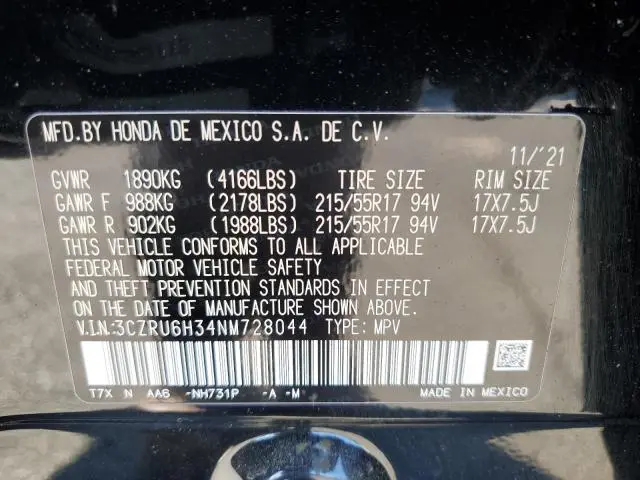 MFD.BY HONDA DE MEXICO S.A. DE C.V.
11/'21
GVWR 1890KG (4166LBS) TIRE SIZE RIM SIZE
GAWR F 988KG (2178LBS) 215/55R17 94V 17X7.5J
GAWR R 902KG (1988LBS) 215/55R17 94V 17X7.5J
THIS VEHICLE CONFORMS TO ALL APPLICABLE
FEDERAL MOTOR VEHICLE SAFETY
AND THEFT PREVENTION STANDARDS IN EFFECT
ON THE DATE OF MANUFACTURE SHOWN ABOVE.
V.I.N:3CZRU6H34NM728044 TYPE: MPV
T7X N AA6 -NH731P -A -M
MADE IN MEXICO